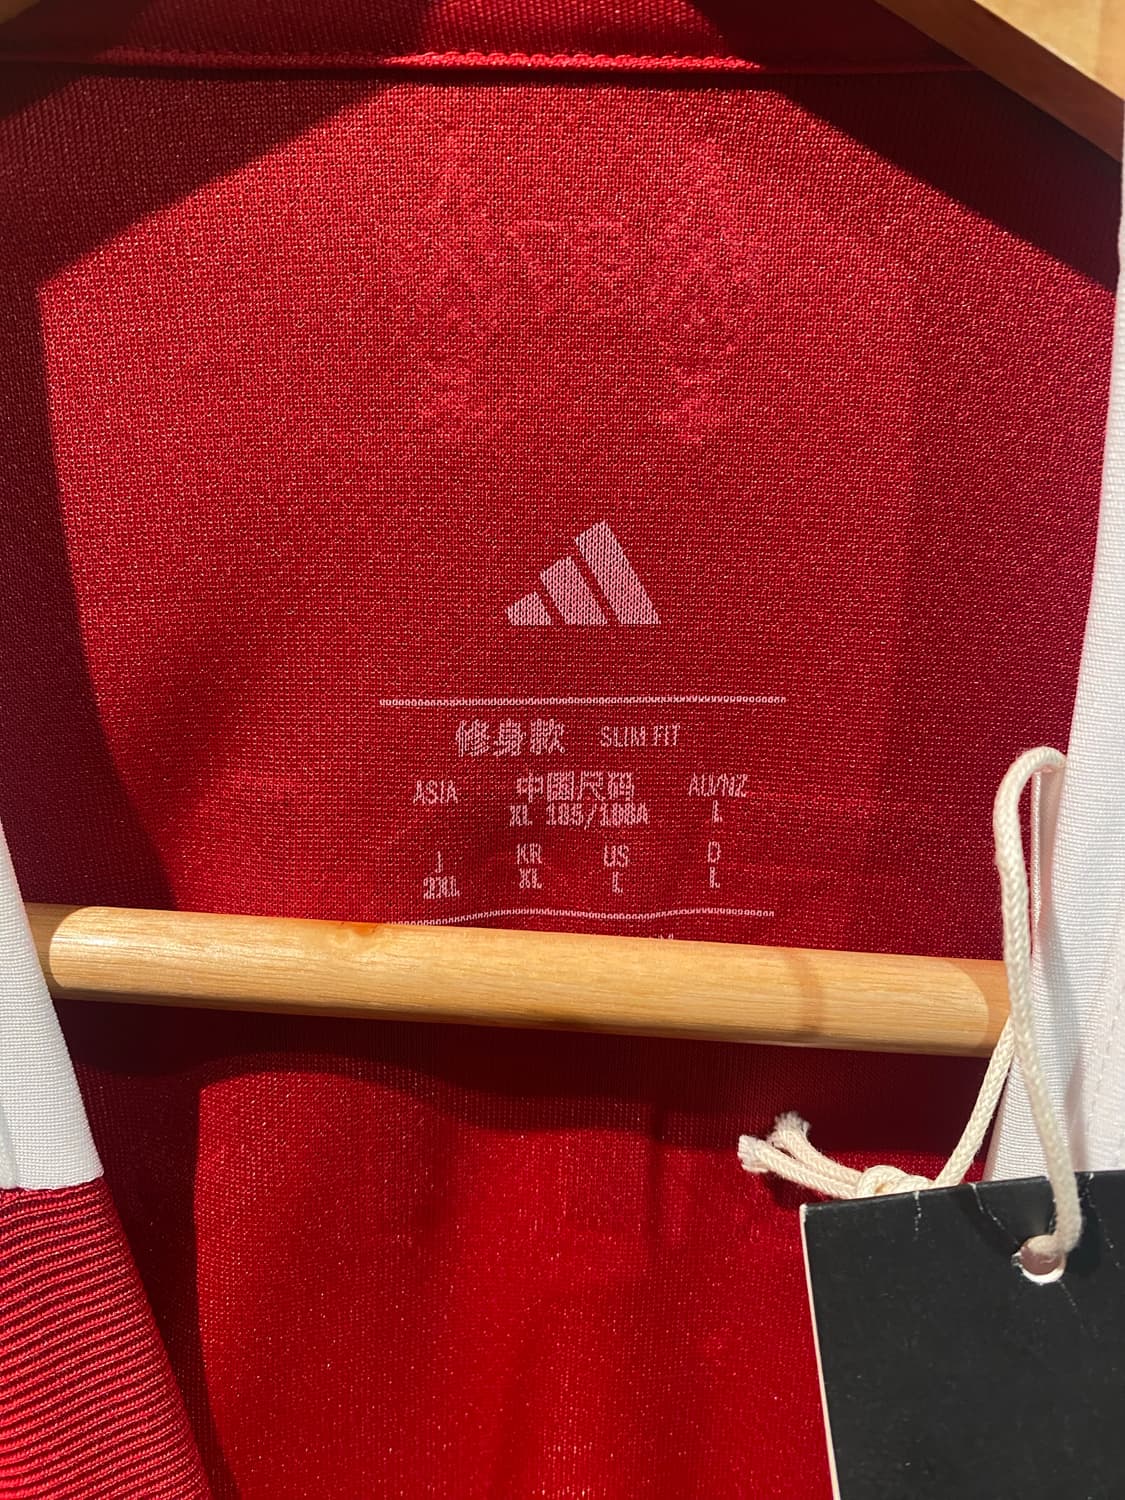 修身款 SLIM FIT
ASIA 中国尺码 AU/NZ
XL 185/108A L
J KR US D
2XL XL L L